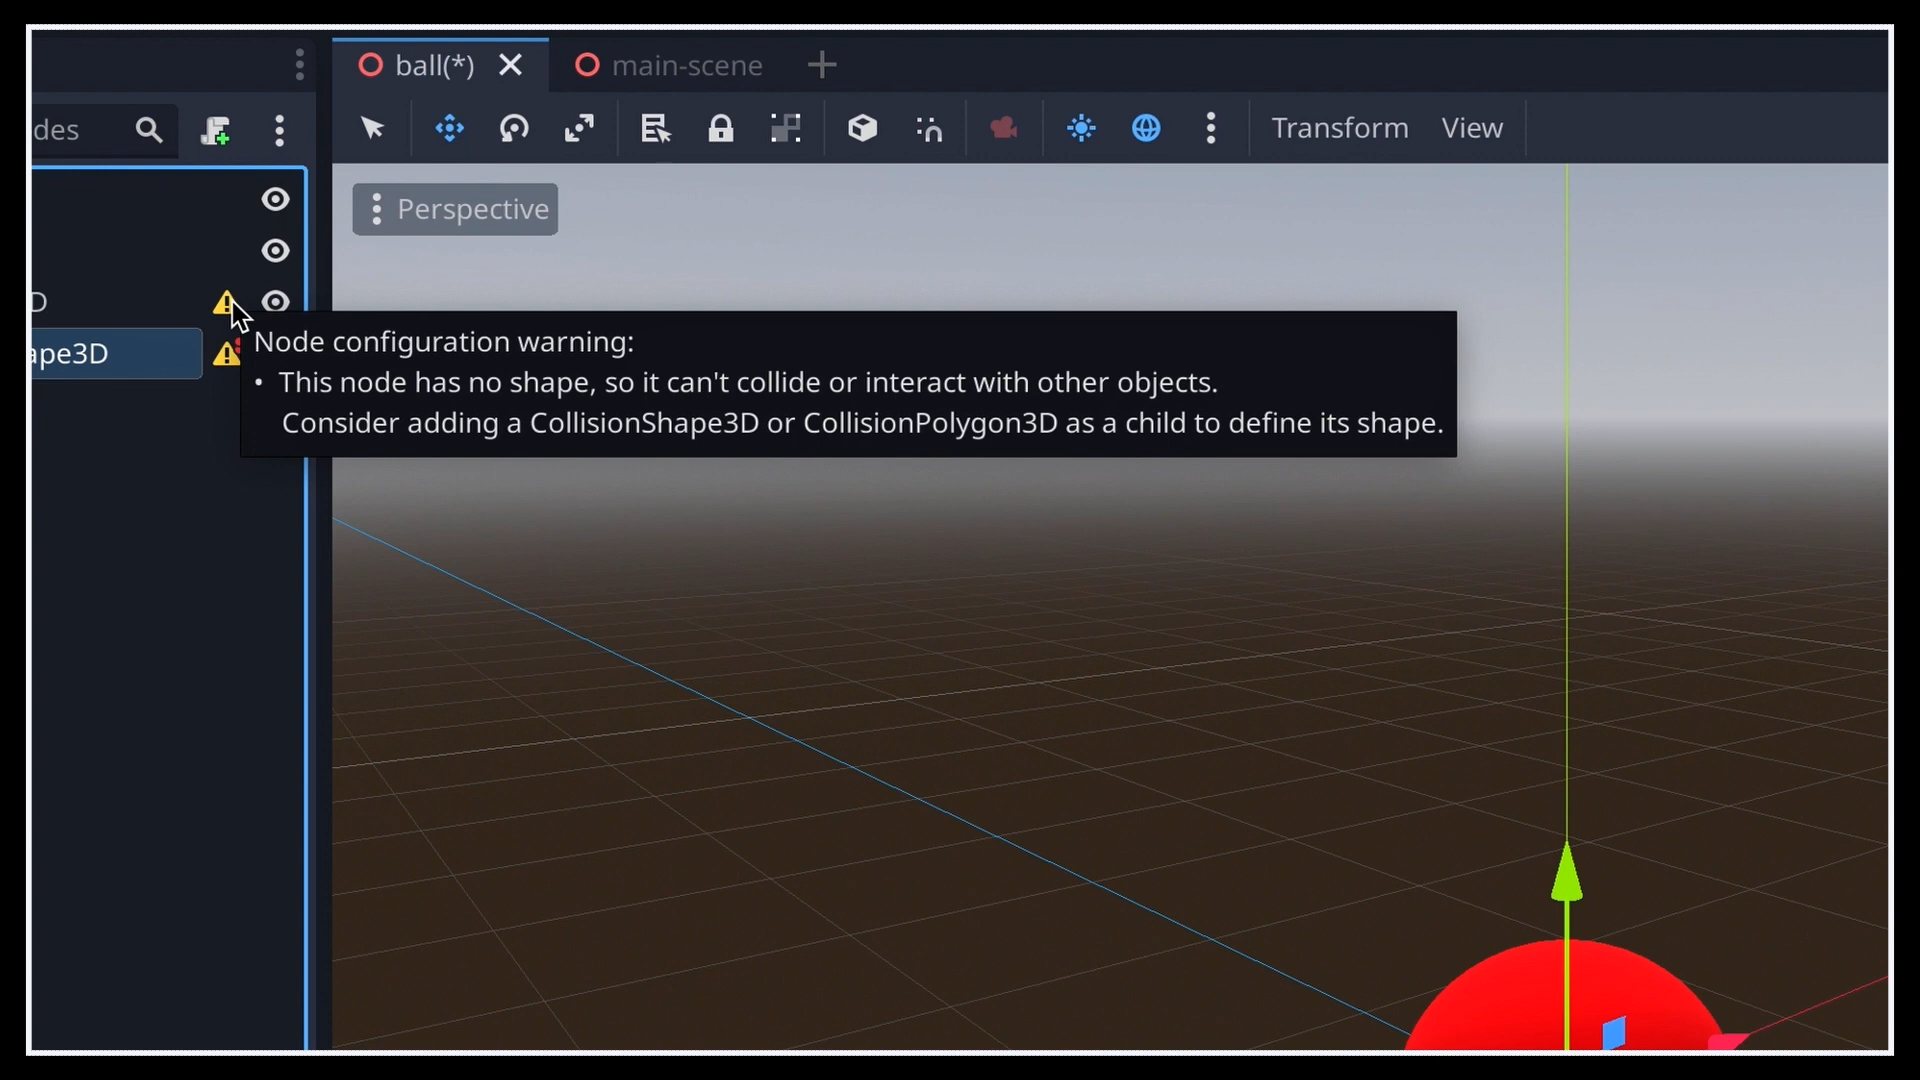 ball(*)
main-scene
des
Transform
View
Perspective
D
ape3D
Node configuration warning:
• This node has no shape, so it can't collide or interact with other objects.
Consider adding a CollisionShape3D or CollisionPolygon3D as a child to define its shape.